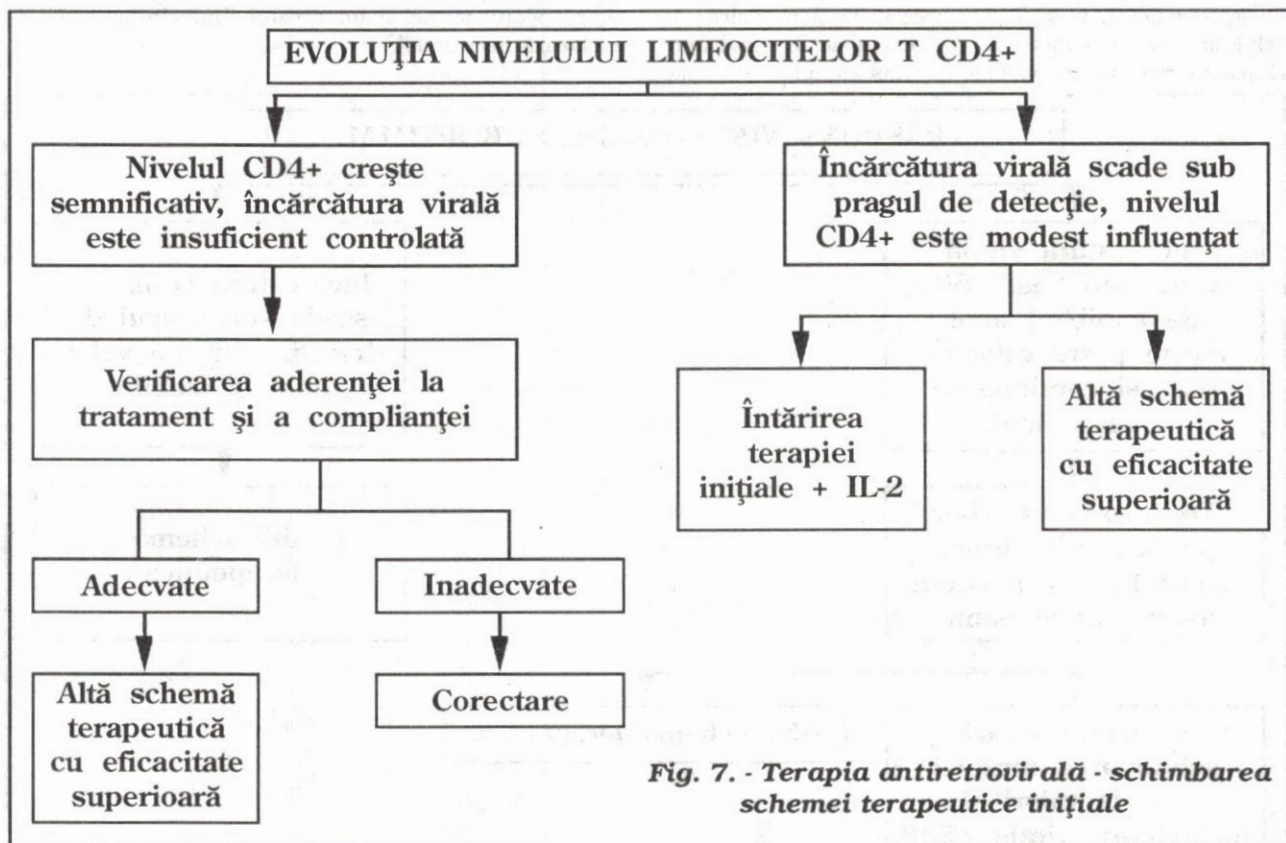 EVOLUŢIA NIVELULUI LIMFOCITELOR T CD4+
Nivelul CD4+ creşte
semnificativ, încărcătura virală
este insuficient controlată
Încărcătura virală scade sub
pragul de detecţie, nivelul
CD4+ este modest influenţat
Verificarea aderenţei la
tratament şi a complianţei
Întărirea
terapiei
iniţiale + IL-2
Altă schemă
terapeutică
cu eficacitate
superioară
Adecvate
Inadecvate
Altă schemă
terapeutică
cu eficacitate
superioară
Corectare
Fig. 7. - Terapia antiretrovirală - schimbarea
schemei terapeutice iniţiale